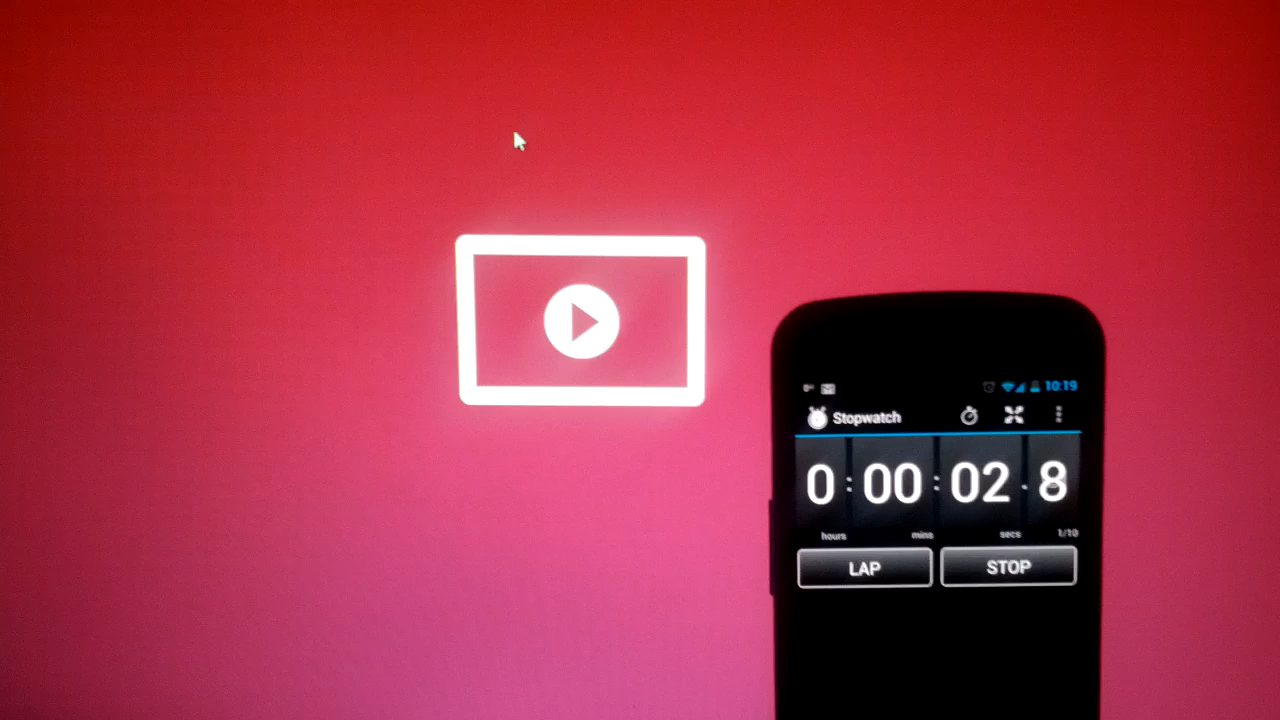 10:19
Stopwatch
0 : 00 : 02 . 8
hours mins secs 1/10
LAP STOP